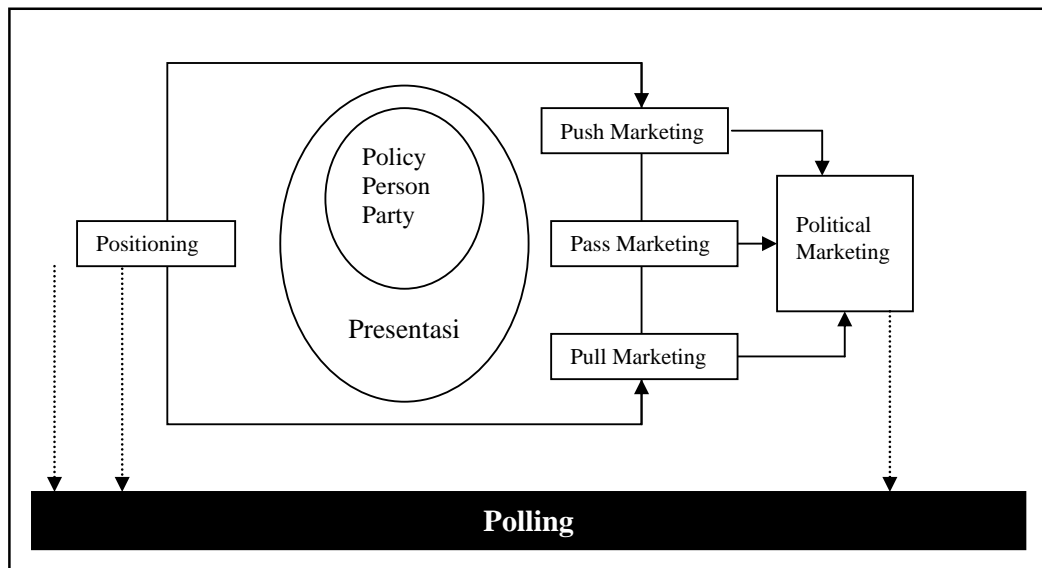 Push Marketing
Policy
Person
Party
Positioning
Pass Marketing
Political
Marketing
Presentasi
Pull Marketing
Polling